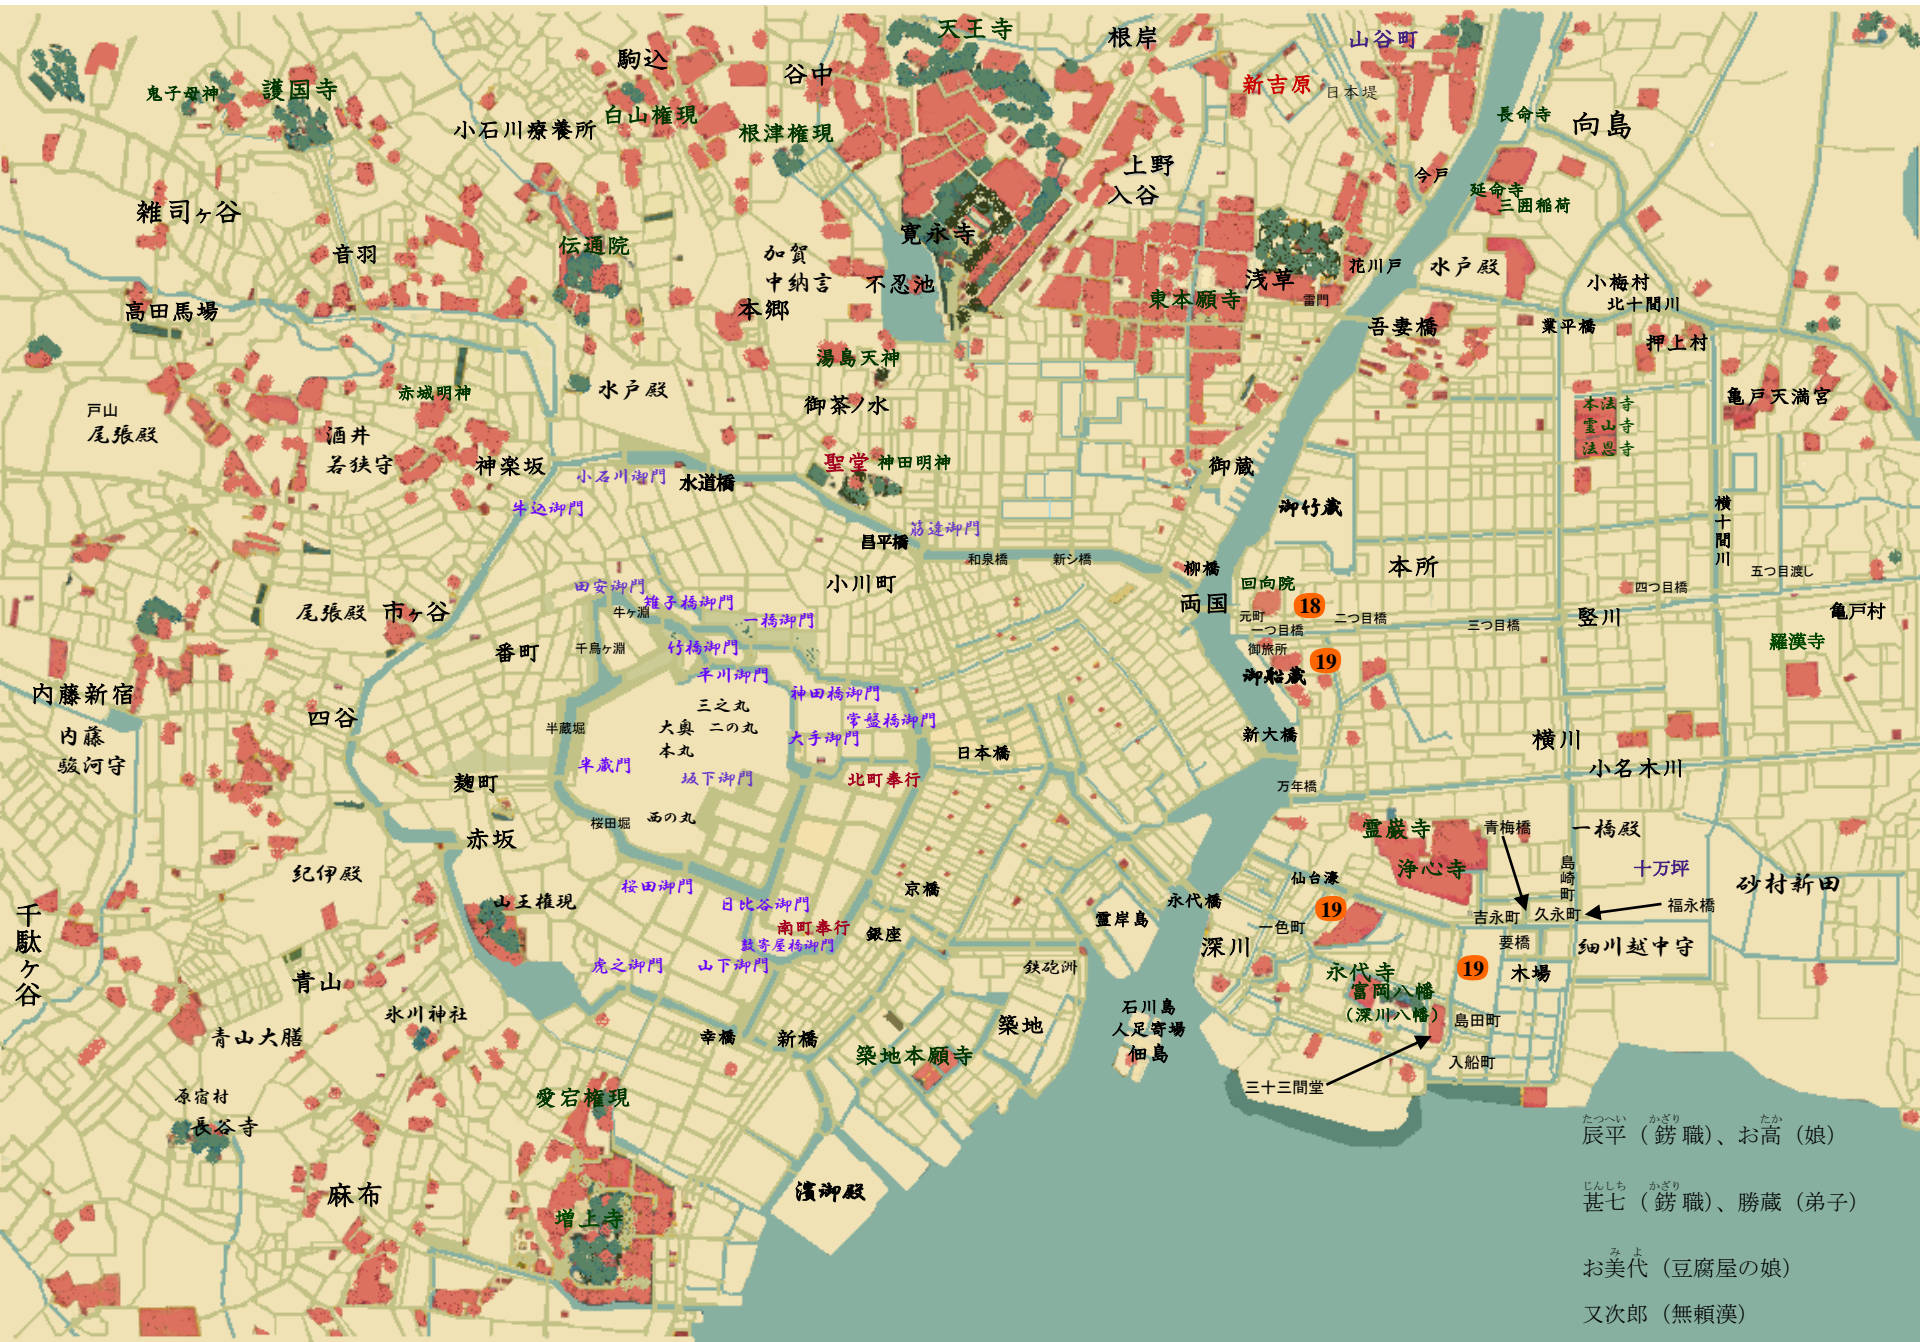 天王寺
根岸
山谷町
駒込
谷中
新吉原
日本堤
鬼子母神
護国寺
白山権現
小石川療養所
根津権現
長命寺
向島
上野
入谷
今戸
延命寺
三囲稲荷
雑司ヶ谷
音羽
伝通院
加賀
中納言
本郷
寛永寺
不忍池
浅草
花川戸
水戸殿
小梅村
北十間川
東本願寺
雷門
高田馬場
吾妻橋
業平橋
押上村
湯島天神
赤城明神
水戸殿
御茶ノ水
戸山
尾張殿
酒井
若狭守
神楽坂
本法寺
霊山寺
法恩寺
亀戸天満宮
小石川御門
水道橋
聖堂
神田明神
御蔵
牛込御門
筋違御門
御竹蔵
横十間川
昌平橋
和泉橋
新シ橋
柳橋
本所
五つ目渡し
小川町
回向院
四つ目橋
田安御門
雉子橋御門
牛ヶ淵
一橋御門
両国
元町
18
一つ目橋
二つ目橋
三つ目橋
竪川
亀戸村
尾張殿
市ヶ谷
番町
千鳥ヶ淵
竹橋御門
御旅所
19
羅漢寺
平川御門
御船蔵
内藤新宿
神田橋御門
三之丸
四谷
半蔵堀
大奥
二の丸
常盤橋御門
大手御門
本丸
日本橋
新大橋
横川
内藤
駿河守
半蔵門
坂下御門
北町奉行
小名木川
麹町
万年橋
桜田堀
西の丸
赤坂
霊巌寺
青梅橋
一橋殿
浄心寺
島崎町
十万坪
紀伊殿
桜田御門
京橋
仙台濠
砂村新田
山王権現
日比谷御門
霊岸島
永代橋
19
吉永町
久永町
福永橋
千駄ヶ谷
南町奉行
銀座
一色町
数寄屋橋御門
深川
要橋
細川越中守
虎之御門
山下御門
鉄砲洲
19
木場
青山
永代寺
富岡八幡
(深川八幡)
氷川神社
石川島
人足寄場
佃島
島田町
青山大膳
幸橋
新橋
築地
築地本願寺
入船町
三十三間堂
原宿村
長谷寺
愛宕権現
麻布
濱御殿
増上寺
たつへい かざり たか
辰平(錺職)、お高(娘)
じんしち かざり
甚七(錺職)、勝蔵(弟子)
み よ
お美代(豆腐屋の娘)
又次郎(無頼漢)